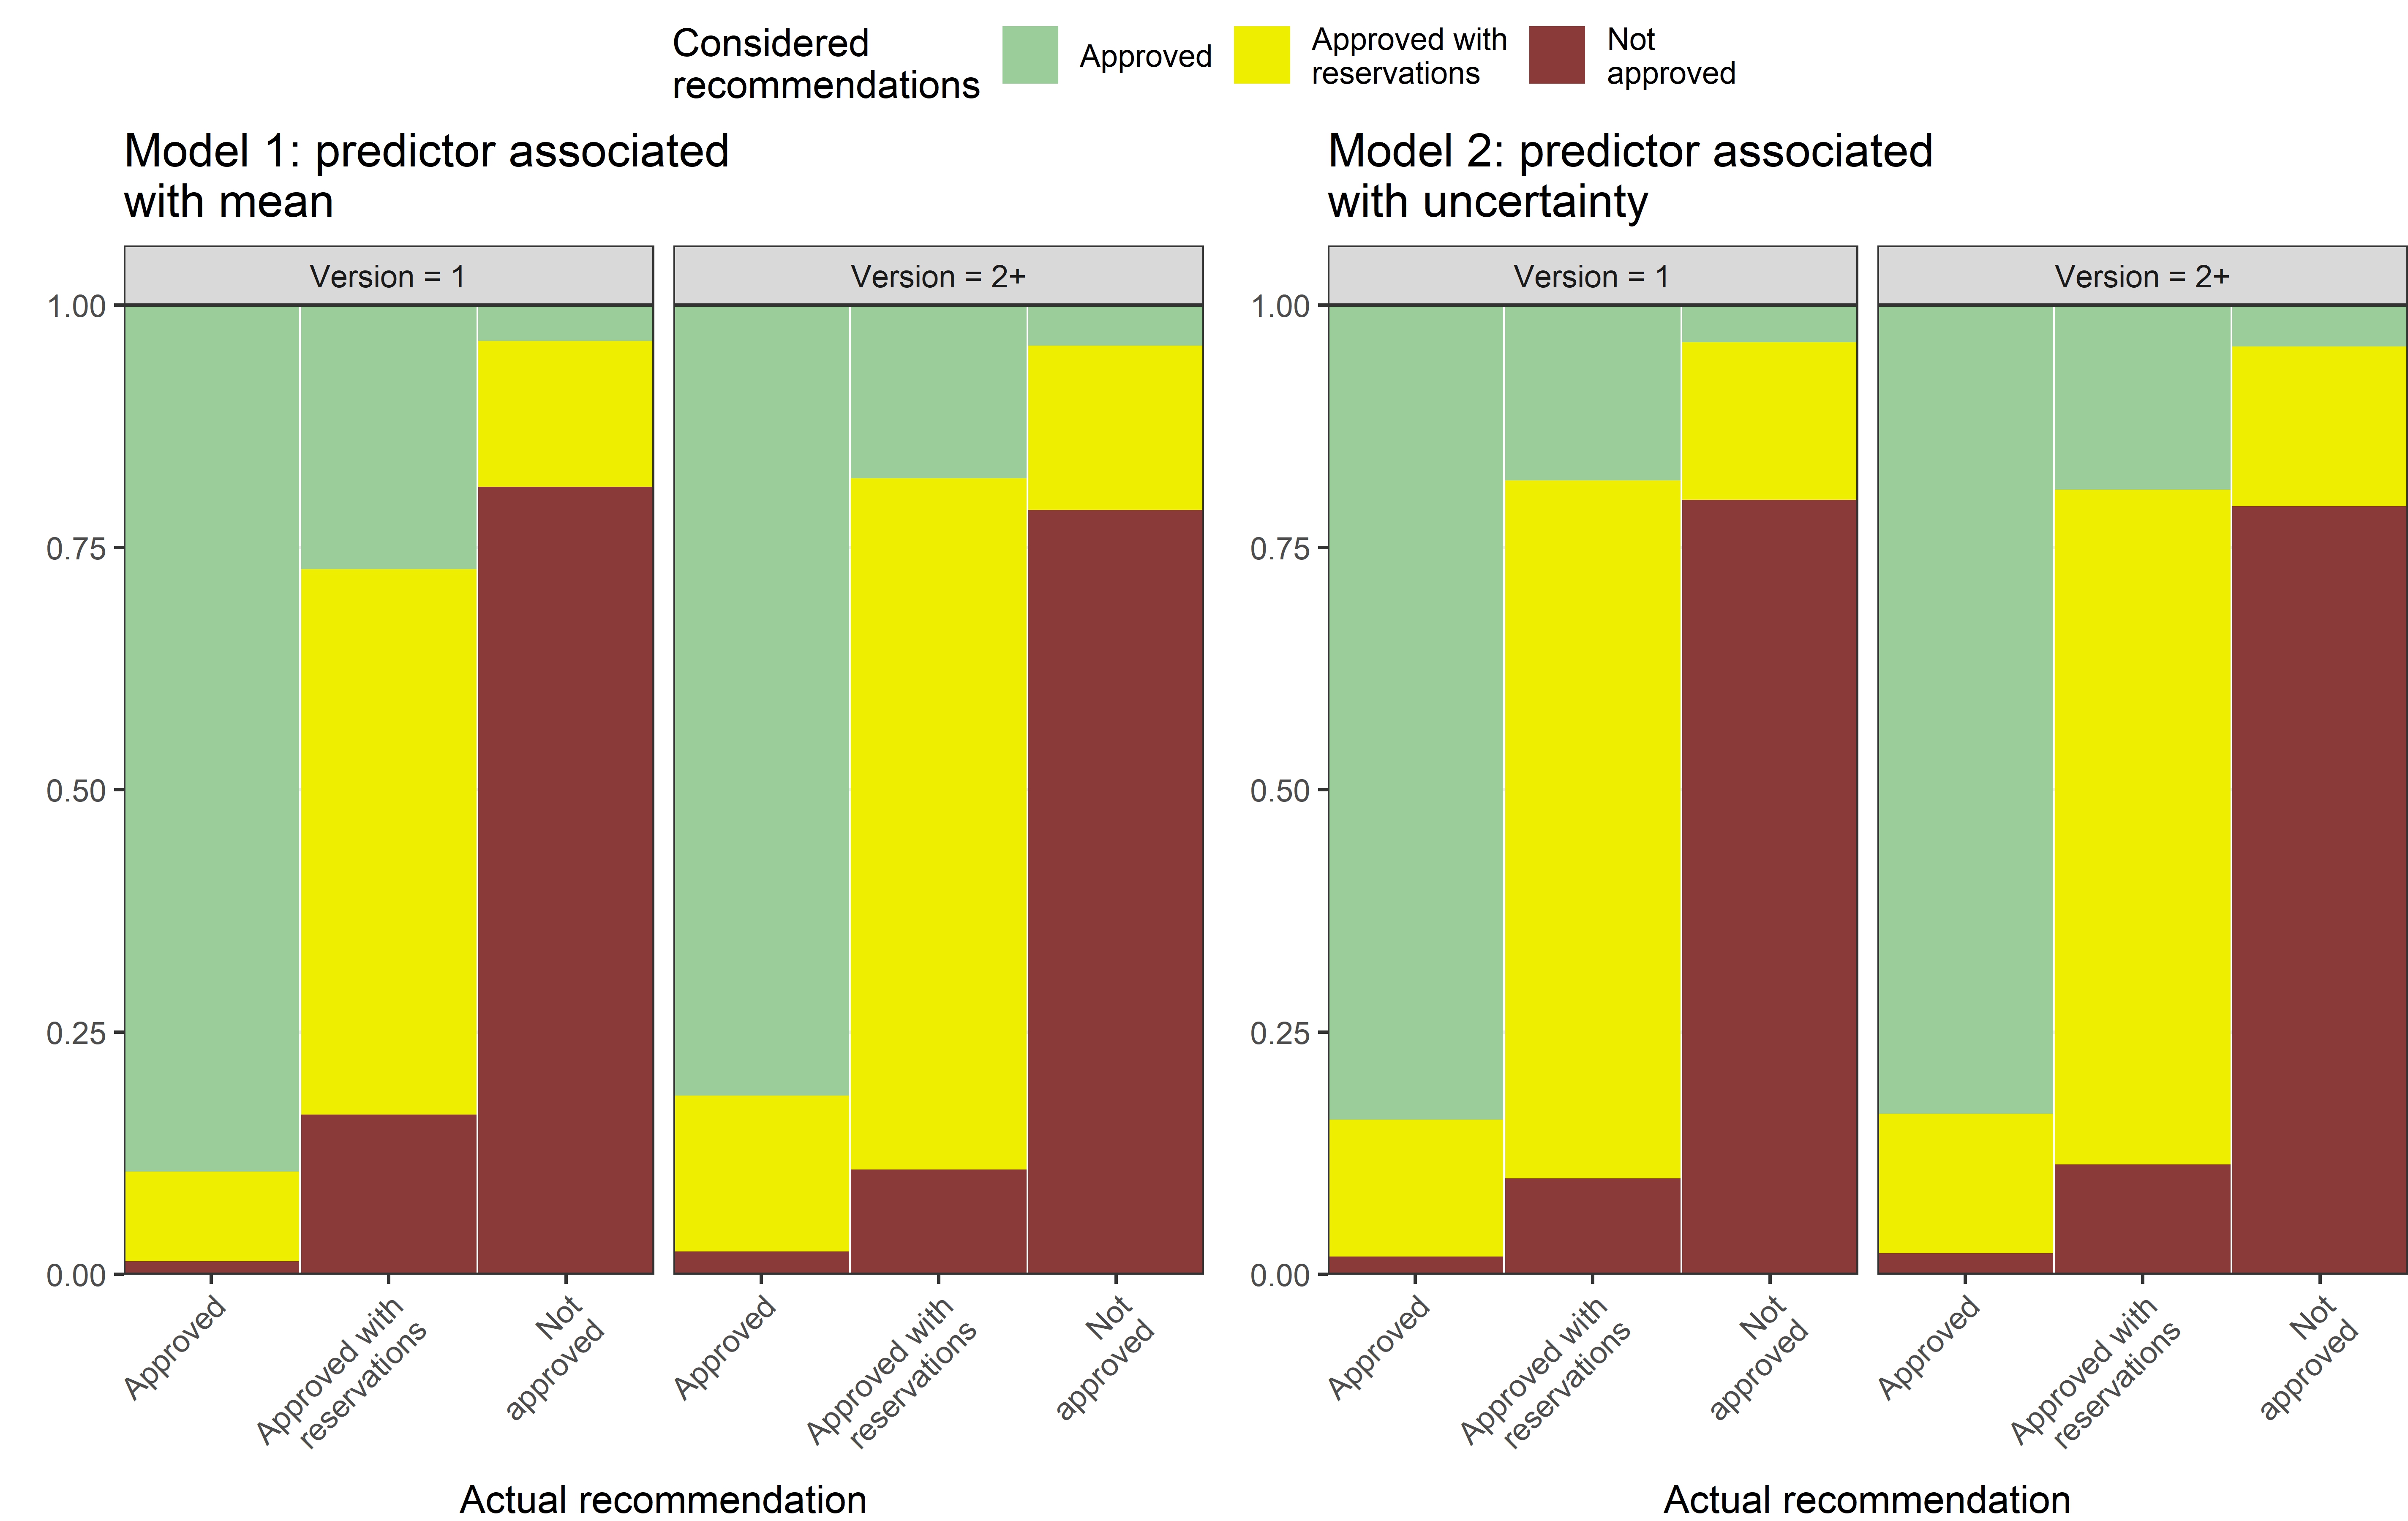 Considered
recommendations
Approved
Approved with
reservations
Not
approved
Model 1: predictor associated
with mean
Version = 1
Version = 2+
1.00
0.75
0.50
0.25
0.00
Approved
Approved with
reservations
Not
approved
Approved
Approved with
reservations
Not
approved
Actual recommendation
Model 2: predictor associated
with uncertainty
Version = 1
Version = 2+
1.00
0.75
0.50
0.25
0.00
Approved
Approved with
reservations
Not
approved
Approved
Approved with
reservations
Not
approved
Actual recommendation